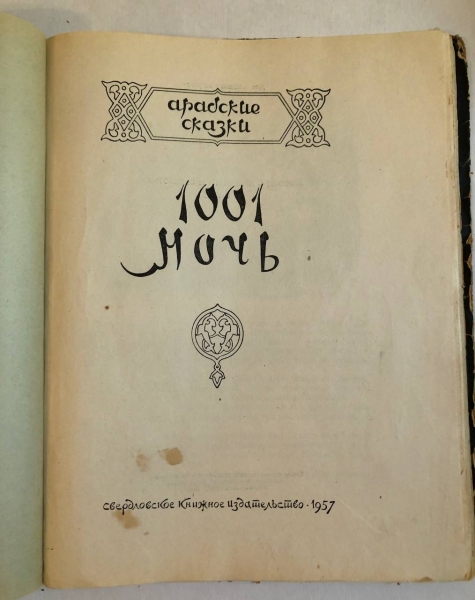 арабские
сказки
1001
ночь
свердловское книжное издательство · 1957